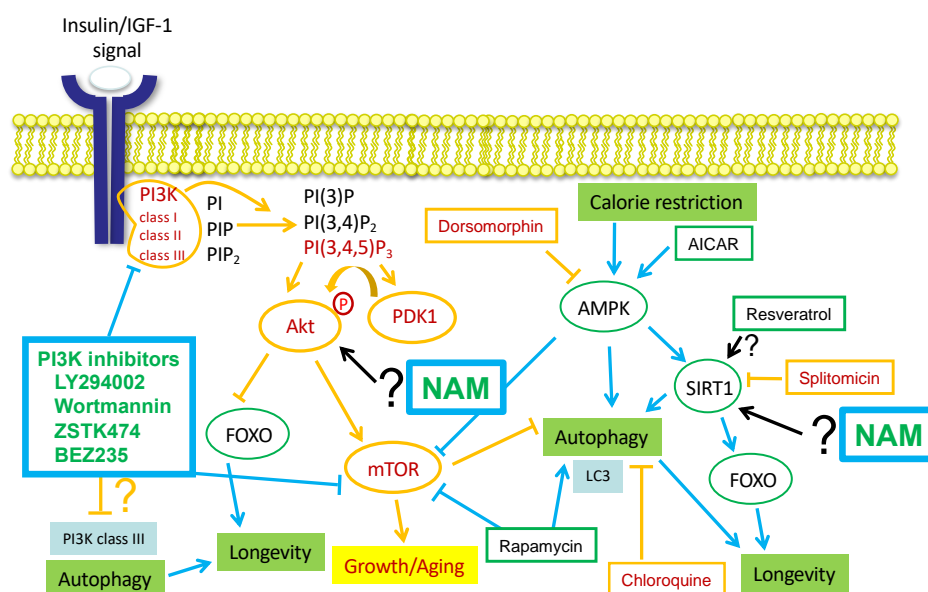 Insulin/IGF-1
signal
PI3K
class I
class II
class III
PI
PIP
PIP2
PI(3)P
PI(3,4)P2
PI(3,4,5)P3
Dorsomorphin
Calorie restriction
AICAR
Akt
P
PDK1
AMPK
Resveratrol
?
PI3K inhibitors
LY294002
Wortmannin
ZSTK474
BEZ235
?
NAM
SIRT1
Splitomicin
?
NAM
FOXO
mTOR
Autophagy
LC3
FOXO
?
PI3K class III
Autophagy
Longevity
Growth/Aging
Rapamycin
Chloroquine
Longevity